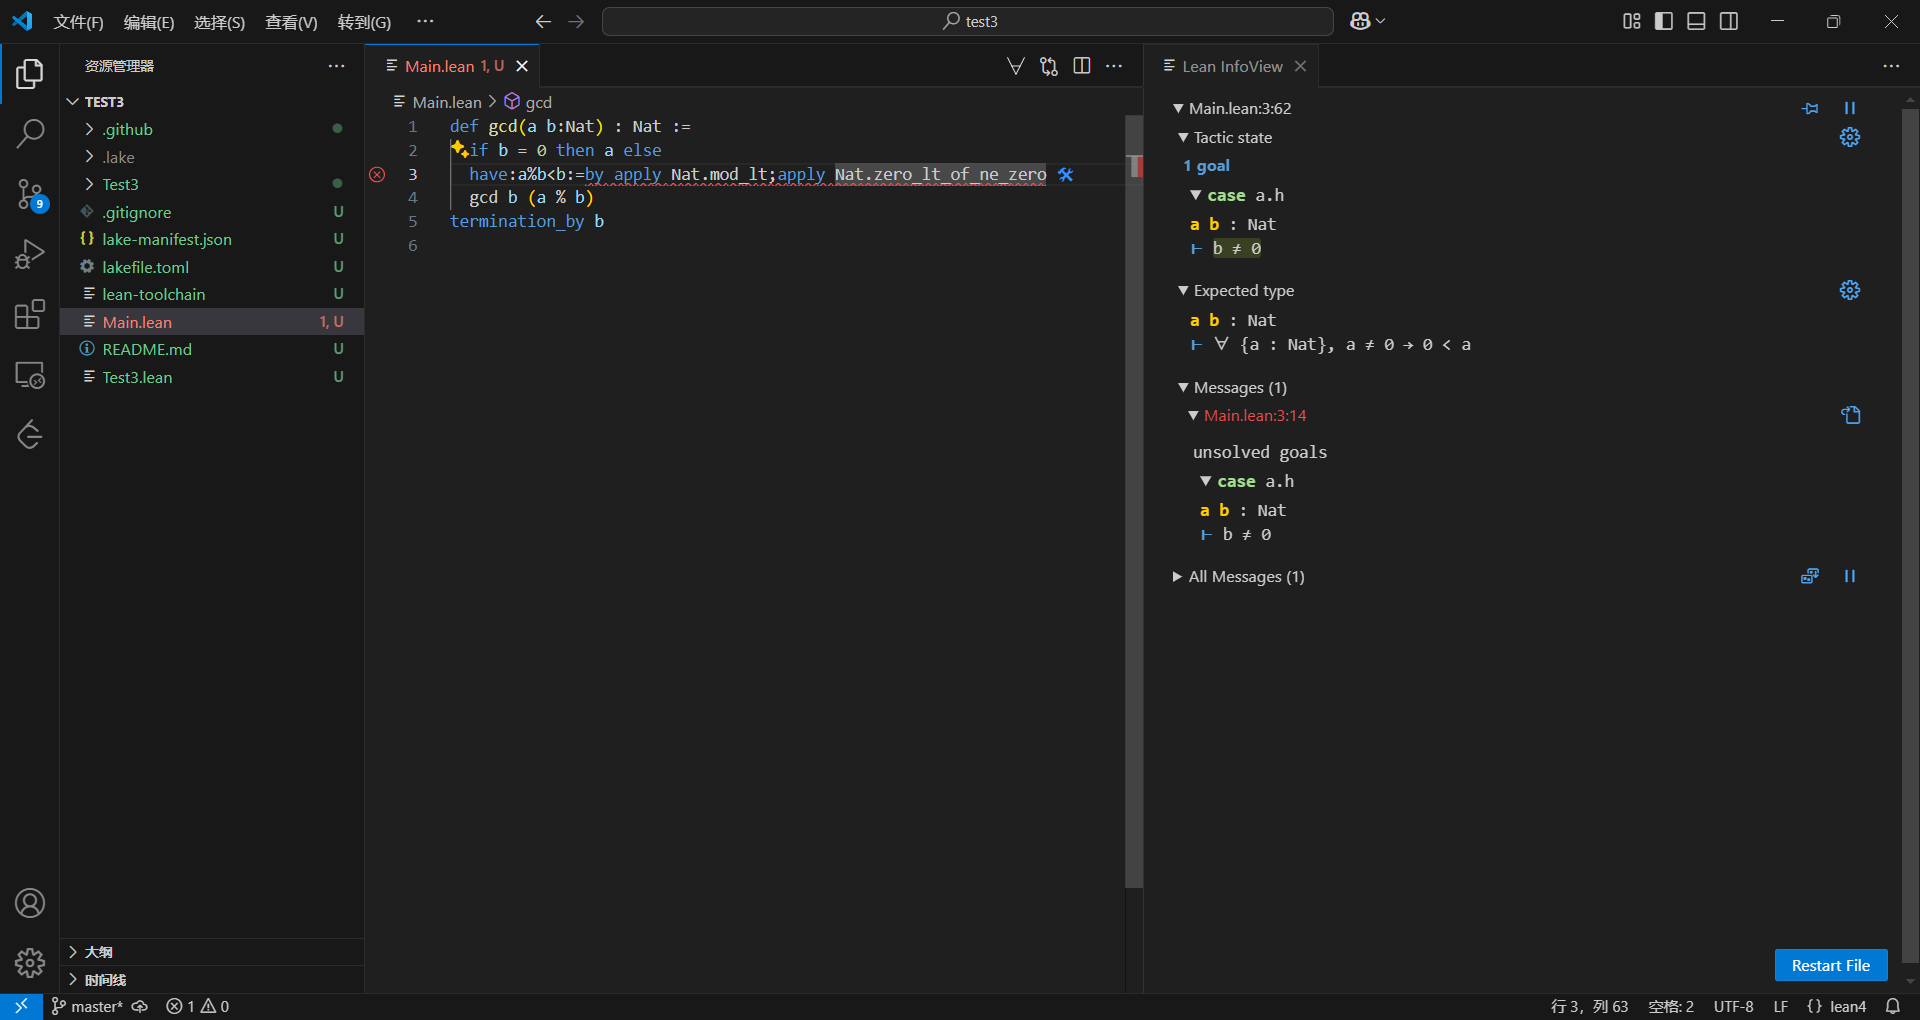 文件(F) 编辑(E) 选择(S) 查看(V) 转到(G) ··· test3
资源管理器 ···
TEST3
.github
.lake
Test3
.gitignore U
lake-manifest.json U
lakefile.toml U
lean-toolchain U
Main.lean 1, U
README.md U
Test3.lean U
9
大纲
时间线
Main.lean 1, U
Main.lean > gcd
1 def gcd(a b:Nat) : Nat :=
2 if b = 0 then a else
3 have:a%b<b:=by apply Nat.mod_lt;apply Nat.zero_lt_of_ne_zero
4 gcd b (a % b)
5 termination_by b
6
Lean InfoView
Main.lean:3:62
Tactic state
1 goal
case a.h
a b : Nat
⊢ b ≠ 0
Expected type
a b : Nat
⊢ ∀ {a : Nat}, a ≠ 0 → 0 < a
Messages (1)
Main.lean:3:14
unsolved goals
case a.h
a b : Nat
⊢ b ≠ 0
All Messages (1)
Restart File
master* 1 0 行 3，列 63 空格: 2 UTF-8 LF {} lean4